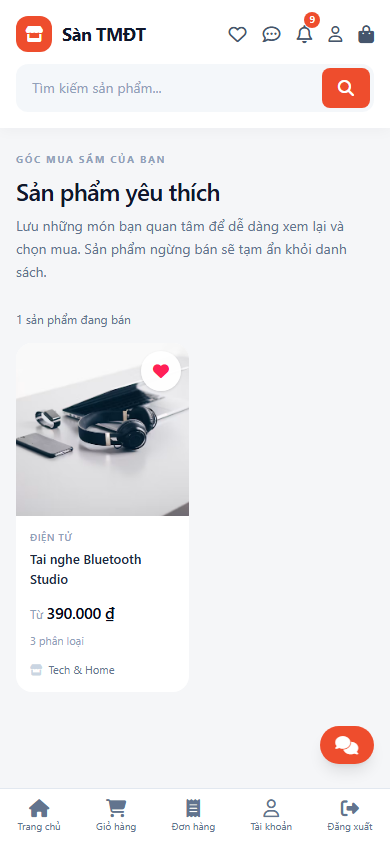 Sàn TMĐT
9
Tìm kiếm sản phẩm...
GÓC MUA SẮM CỦA BẠN
Sản phẩm yêu thích
Lưu những món bạn quan tâm để dễ dàng xem lại và
chọn mua. Sản phẩm ngừng bán sẽ tạm ẩn khỏi danh
sách.
1 sản phẩm đang bán
ĐIỆN TỬ
Tai nghe Bluetooth
Studio
Từ 390.000 ₫
3 phân loại
Tech & Home
Trang chủ
Giỏ hàng
Đơn hàng
Tài khoản
Đăng xuất